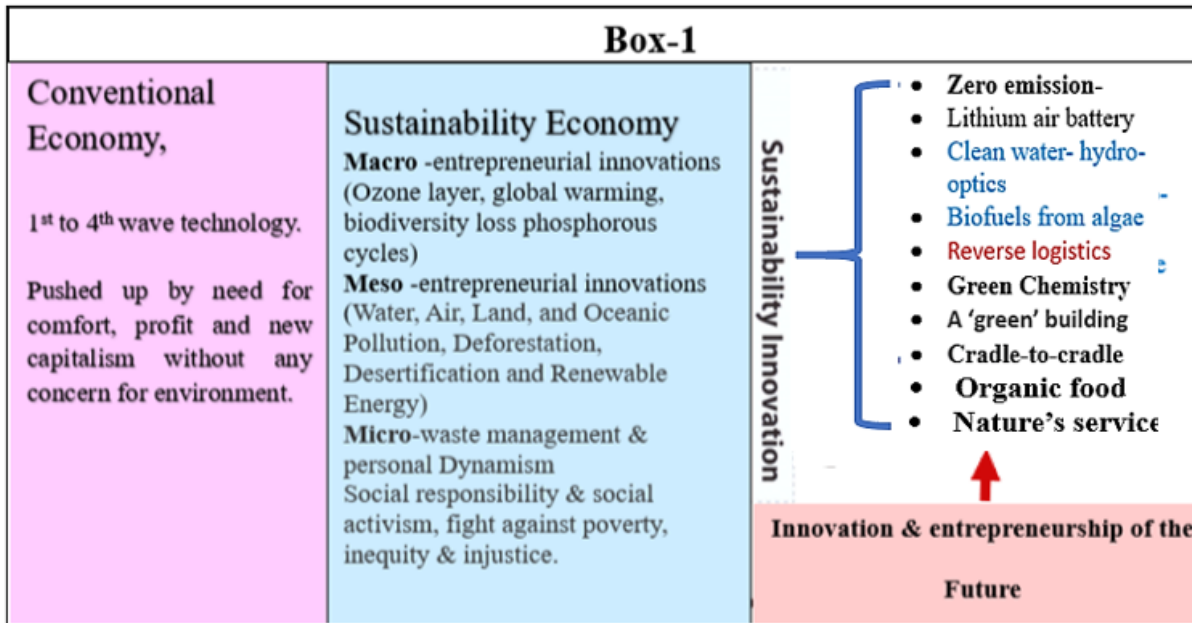 Box-1
Conventional
Economy,
1st to 4th wave technology.
Pushed up by need for
comfort, profit and new
capitalism without any
concern for environment.
Sustainability Economy
Macro -entrepreneurial innovations
(Ozone layer, global warming,
biodiversity loss phosphorous
cycles)
Meso -entrepreneurial innovations
(Water, Air, Land, and Oceanic
Pollution, Deforestation,
Desertification and Renewable
Energy)
Micro-waste management &
personal Dynamism
Social responsibility & social
activism, fight against poverty,
inequity & injustice.
Sustainability Innovation
• Zero emission-
• Lithium air battery
• Clean water- hydro-
optics
• Biofuels from algae
• Reverse logistics
• Green Chemistry
• A ‘green’ building
• Cradle-to-cradle
• Organic food
• Nature’s service
Innovation & entrepreneurship of the
Future